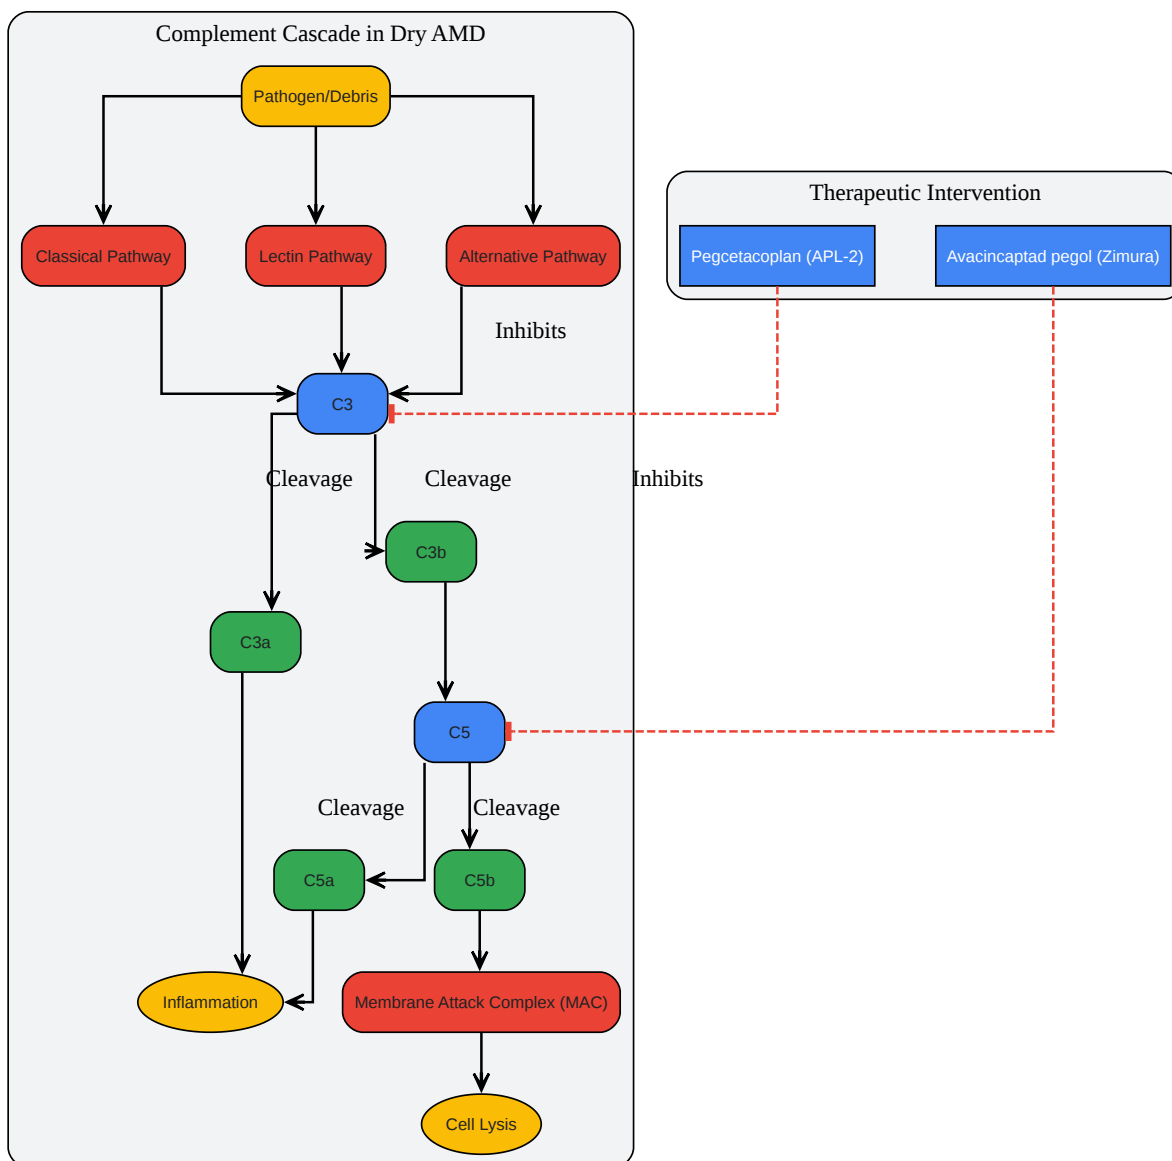 Complement Cascade in Dry AMD
Pathogen/Debris
Therapeutic Intervention
Classical Pathway
Lectin Pathway
Alternative Pathway
Pegcetacoplan (APL-2)
Avacincaptad pegol (Zimura)
Inhibits
C3
Cleavage
Cleavage
Inhibits
C3b
C3a
C5
Cleavage
Cleavage
C5a
C5b
Inflammation
Membrane Attack Complex (MAC)
Cell Lysis